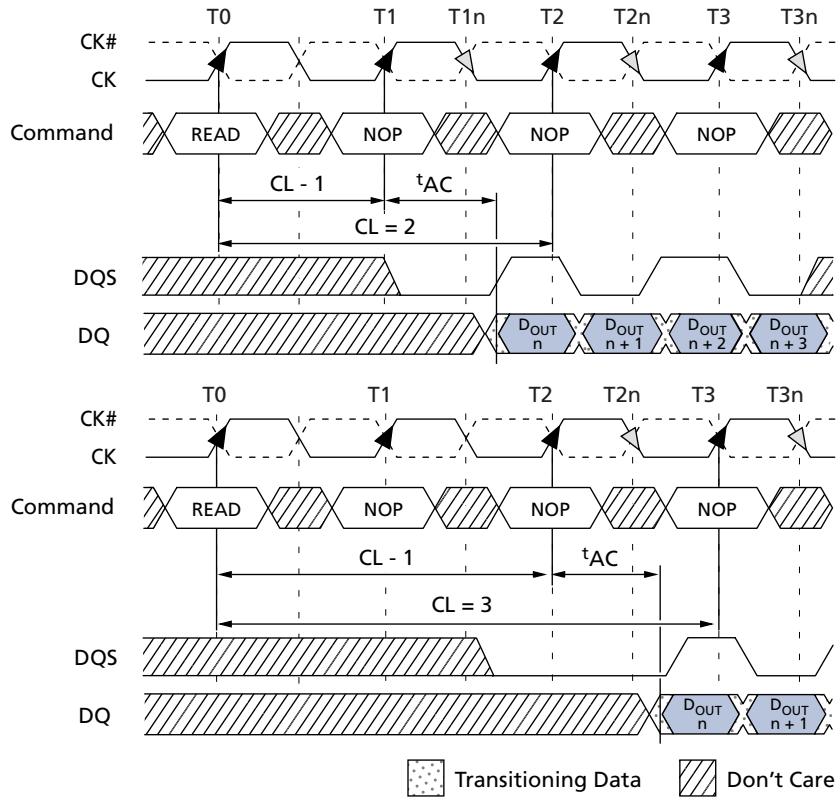 T0 T1 T1n T2 T2n T3 T3n
CK#
CK
Command READ NOP NOP NOP
CL - 1 tAC
CL = 2
DQS
DQ DOUT n DOUT n + 1 DOUT n + 2 DOUT n + 3
T0 T1 T2 T2n T3 T3n
CK#
CK
Command READ NOP NOP NOP
CL - 1 tAC
CL = 3
DQS
DQ DOUT n DOUT n + 1
Transitioning Data Don't Care